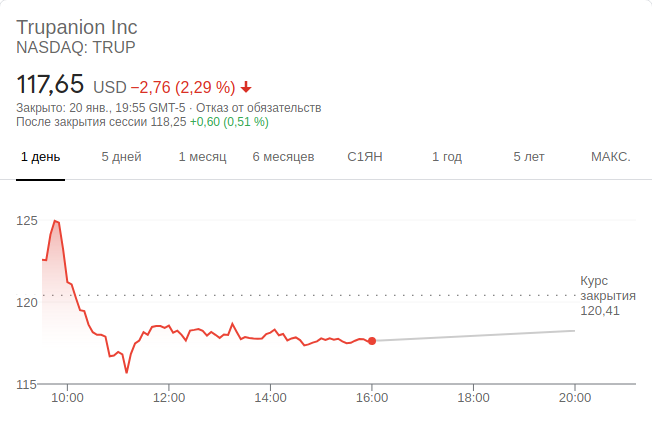 Trupanion Inc
NASDAQ: TRUP
117,65 USD −2,76 (2,29 %)
Закрыто: 20 янв., 19:55 GMT-5 · Отказ от обязательств
После закрытия сессии 118,25 +0,60 (0,51 %)
1 день 5 дней 1 месяц 6 месяцев С1ЯН 1 год 5 лет МАКС.
125
Курс
закрытия
120,41
120
115
10:00 12:00 14:00 16:00 18:00 20:00